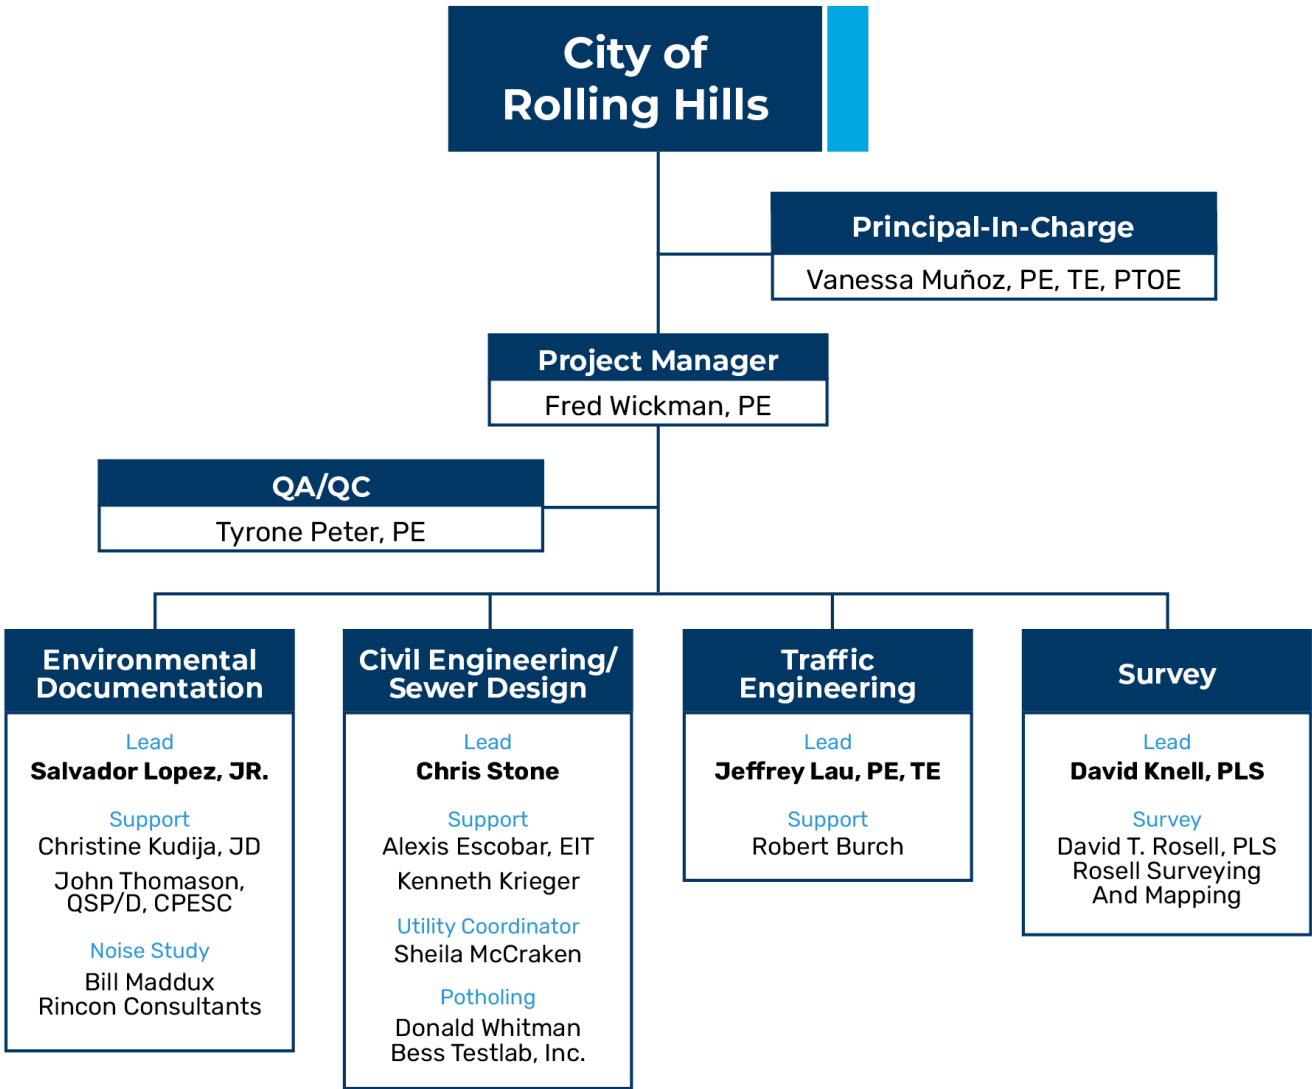 City of
Rolling Hills
Principal-In-Charge
Vanessa Muñoz, PE, TE, PTOE
Project Manager
Fred Wickman, PE
QA/QC
Tyrone Peter, PE
Environmental
Documentation
Lead
Salvador Lopez, JR.
Support
Christine Kudija, JD
John Thomason,
QSP/D, CPESC
Noise Study
Bill Maddux
Rincon Consultants
Civil Engineering/
Sewer Design
Lead
Chris Stone
Support
Alexis Escobar, EIT
Kenneth Krieger
Utility Coordinator
Sheila McCraken
Potholing
Donald Whitman
Bess Testlab, Inc.
Traffic
Engineering
Lead
Jeffrey Lau, PE, TE
Support
Robert Burch
Survey
Lead
David Knell, PLS
Survey
David T. Rosell, PLS
Rosell Surveying
And Mapping